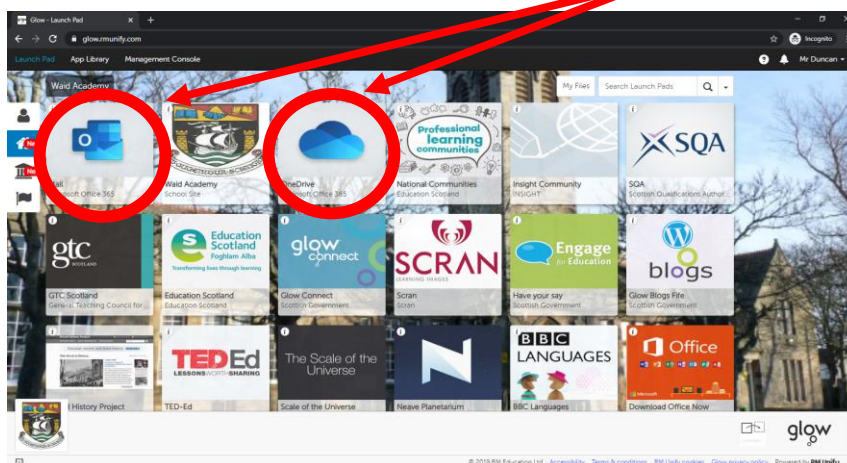 Glow - Launch Pad
glow.rmunify.com
Incognito
Launch Pad App Library Management Console
Mr Duncan
Waid Academy
My Files Search Launch Pads
Mail
Microsoft Office 365
Waid Academy
School Site
OneDrive
Microsoft Office 365
Professional
learning
communities
National Communities
Education Scotland
Insight Community
INSIGHT
SQA
SQA
Scottish Qualifications Author...
gtc
SCOTLAND
GTC Scotland
General Teaching Council for ...
Education
Scotland
Foghlam Alba
Transforming lives through learning
Education Scotland
Education Scotland
glow
connect
Glow Connect
Scottish Government
SCRAN
LEARNING IMAGES
Scran
Scran
Engage
for Education
Have your say
Scottish Government
blogs
Glow Blogs Fife
Scottish Government
History Project
TED Ed
LESSONS WORTH SHARING
TED-Ed
The Scale of the
Universe
Scale of the Universe
N
Neave Planetarium
BBC
LANGUAGES
BBC Languages
Office
Microsoft
Download Office Now
glow
© 2019 RM Education Ltd Accessibility Terms & conditions RM Unify cookies Glow privacy policy Powered by RM Unify